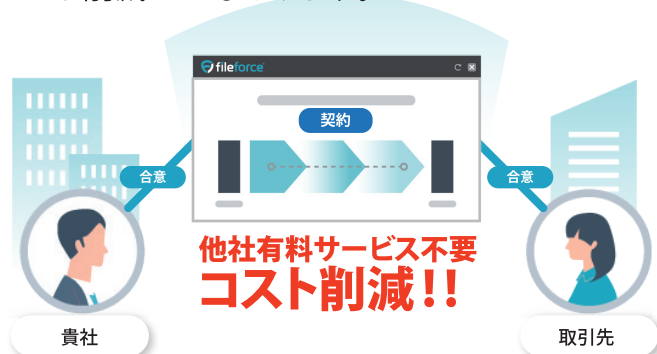 fileforce
契約
合意
合意
他社有料サービス不要
コスト削減!!
貴社
取引先